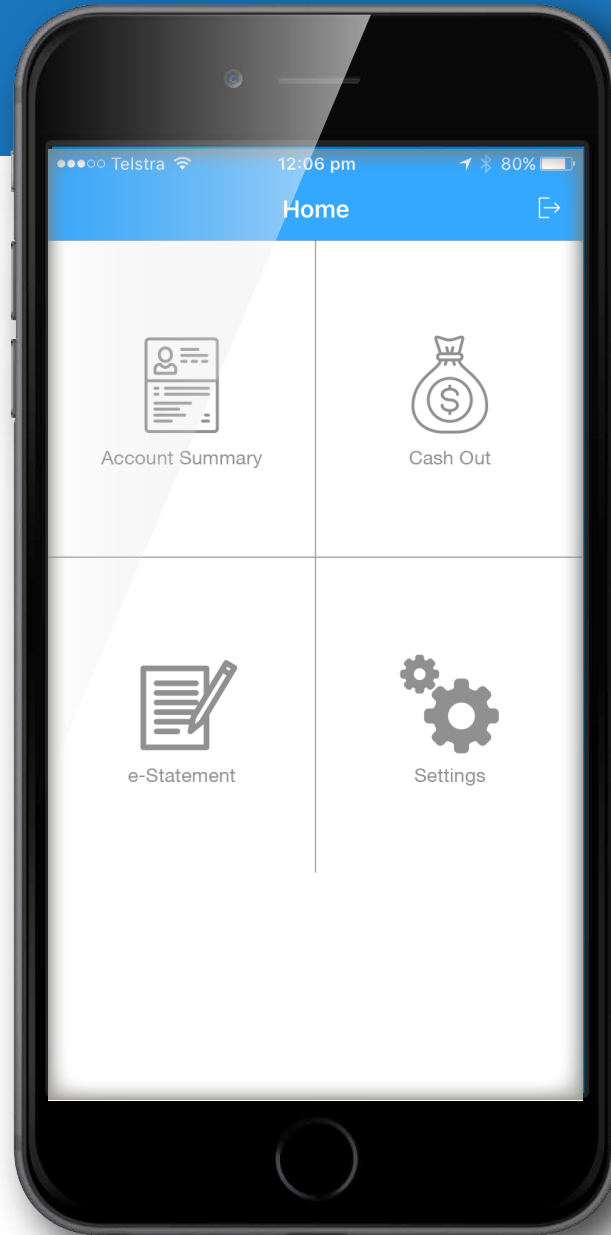 Telstra 12:06 pm 80%
Home
Account Summary Cash Out
$
e-Statement Settings